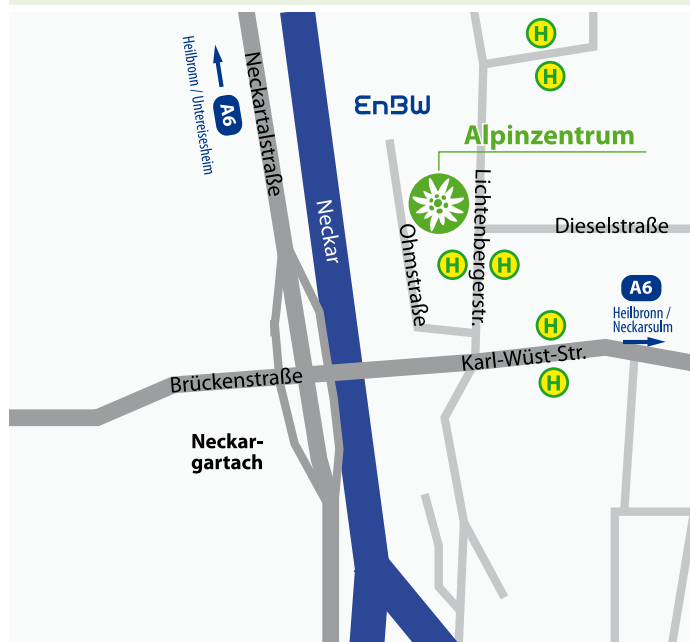 H
H
Heilbronn / Untereisesheim
A6
Neckartalstraße
EnBW
Alpinzentrum
Neckar
Lichtenbergerstr.
Ohmstraße
Dieselstraße
H
H
A6
Heilbronn /
Neckarsulm
H
Karl-Wüst-Str.
H
Brückenstraße
Neckar-
gartach